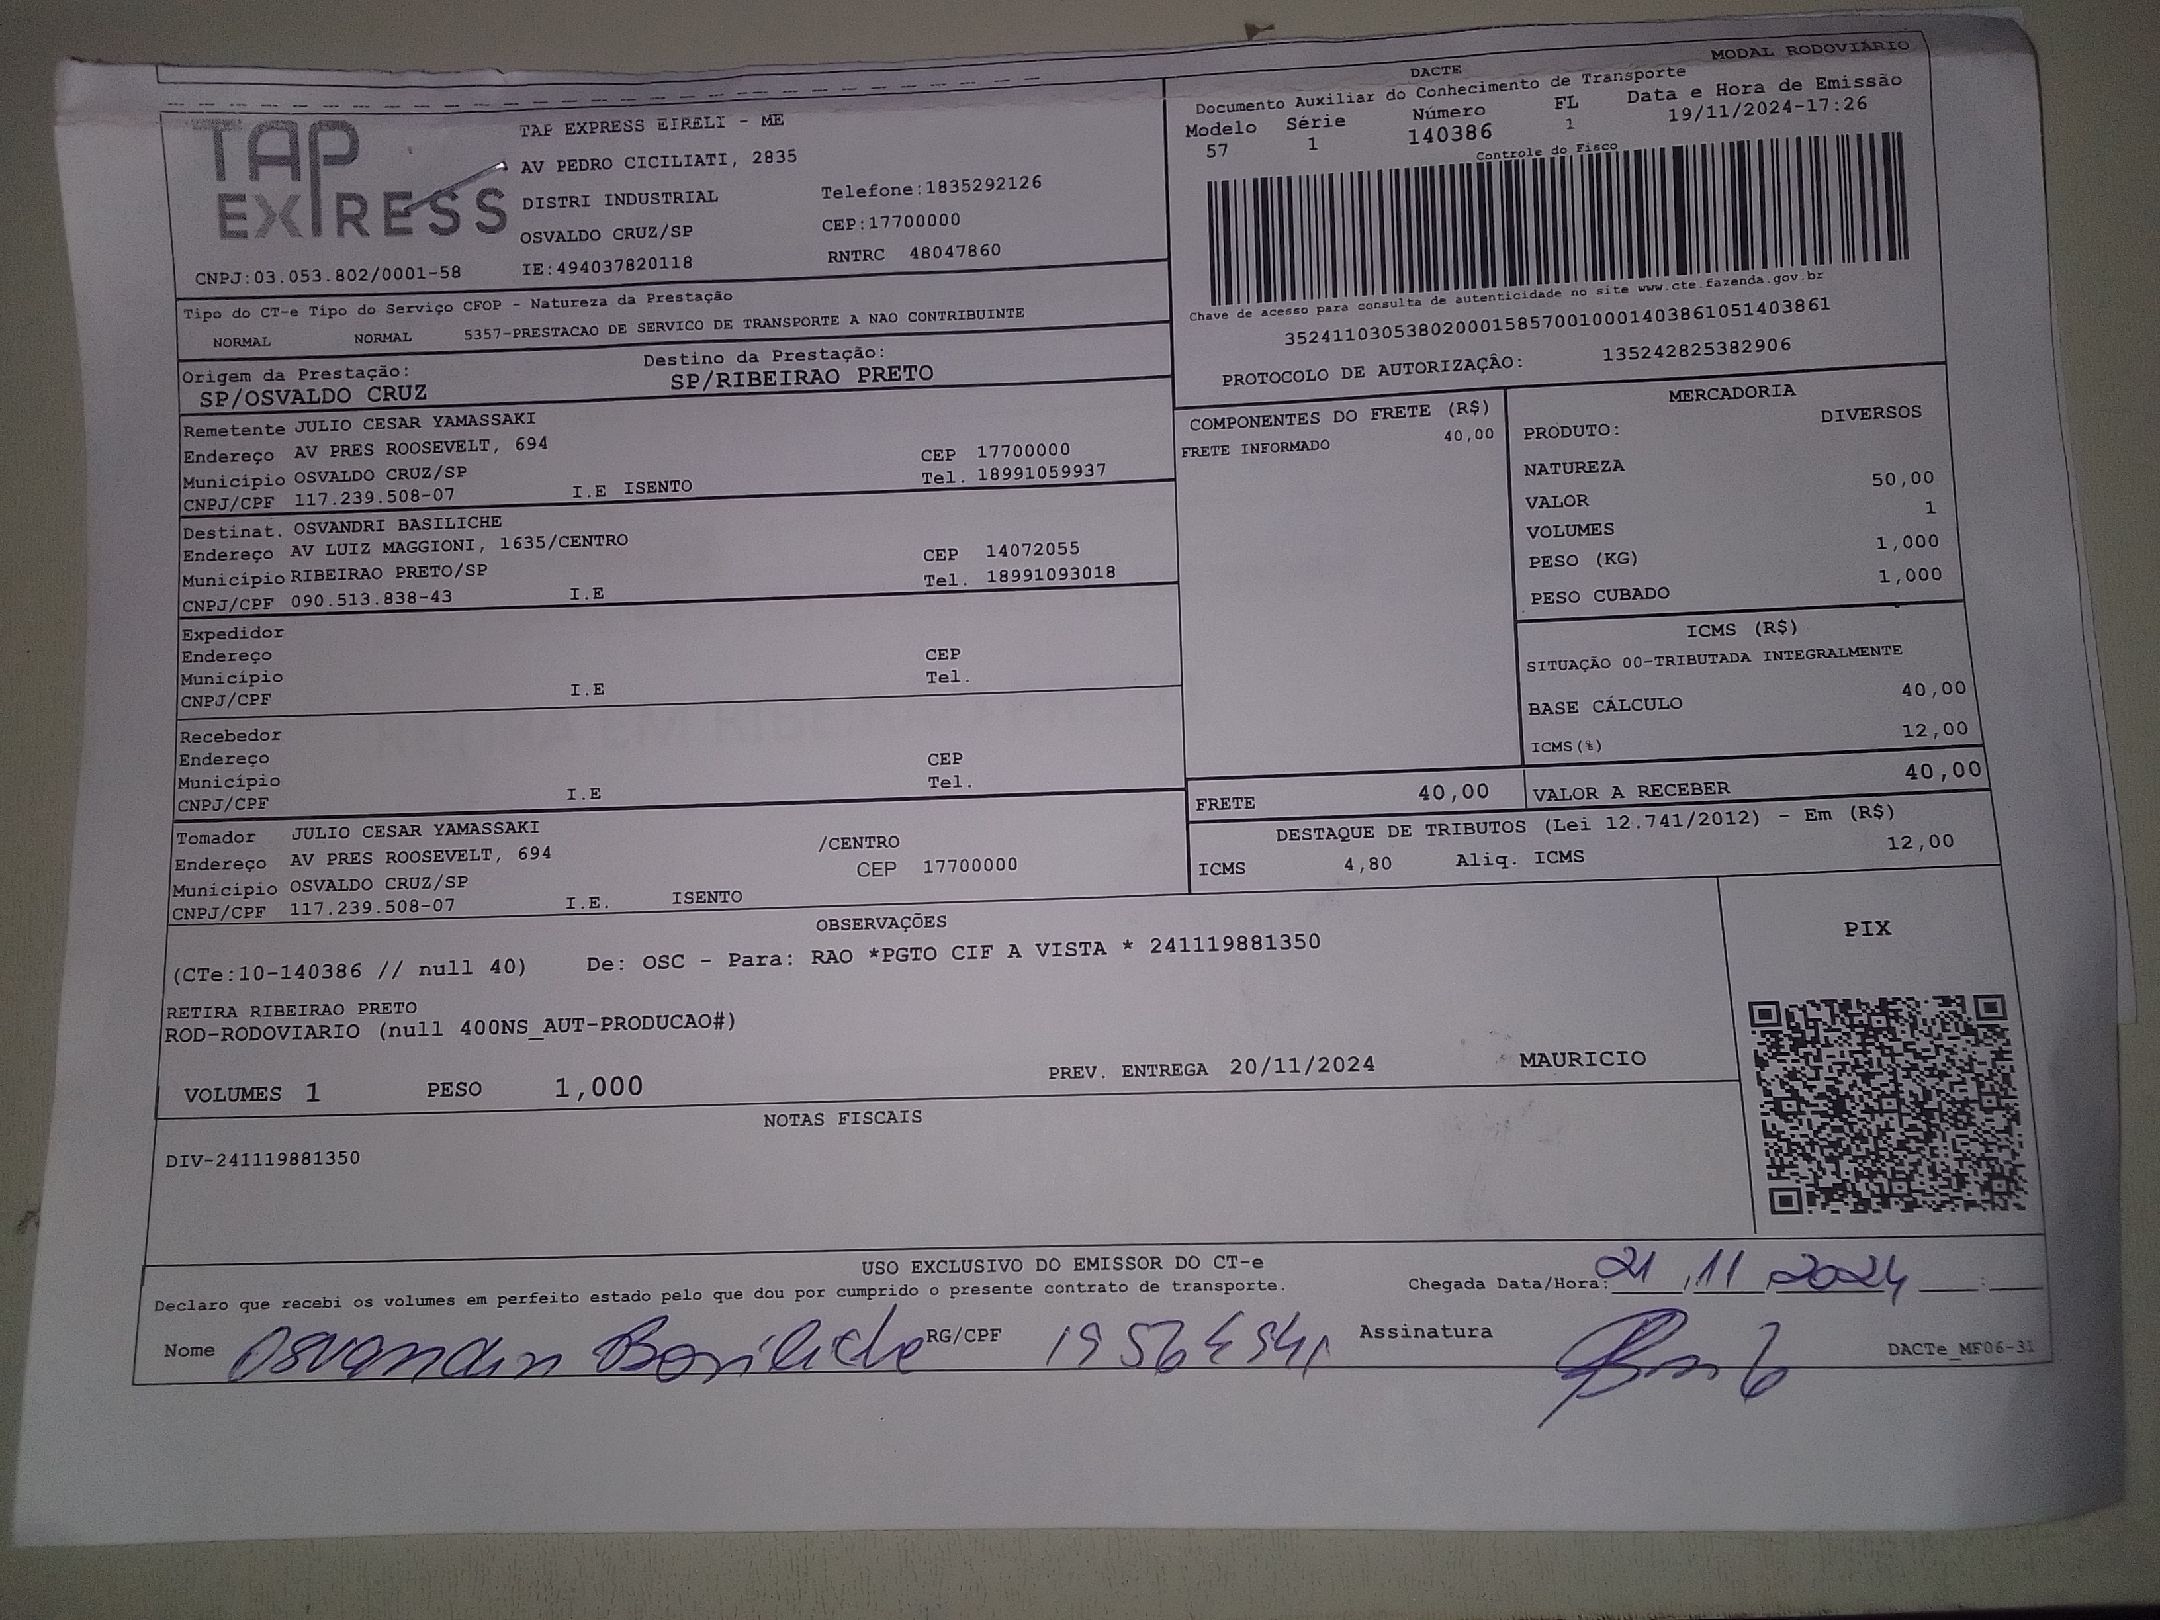 MODAL RODOVIÁRIO
DACTE
Documento Auxiliar do Conhecimento de Transporte
Modelo Série Número FL Data e Hora de Emissão
57 1 140386 1 19/11/2024-17:26
Controle do Fisco
Chave de acesso para consulta de autenticidade no site www.cte.fazenda.gov.br
35241103053802000158570010001403861051403861
PROTOCOLO DE AUTORIZAÇÃO: 135242825382906
TAP EXPRESS
TAP EXPRESS EIRELI - ME
AV PEDRO CICILIATI, 2835
DISTRI INDUSTRIAL Telefone:1835292126
OSVALDO CRUZ/SP CEP:17700000
CNPJ:03.053.802/0001-58 IE:494037820118 RNTRC 48047860
Tipo do CT-e Tipo do Serviço CFOP - Natureza da Prestação
NORMAL NORMAL 5357-PRESTACAO DE SERVICO DE TRANSPORTE A NAO CONTRIBUINTE
Origem da Prestação: Destino da Prestação:
SP/OSVALDO CRUZ SP/RIBEIRAO PRETO
Remetente JULIO CESAR YAMASSAKI
Endereço AV PRES ROOSEVELT, 694 CEP 17700000
Município OSVALDO CRUZ/SP Tel. 18991059937
CNPJ/CPF 117.239.508-07 I.E ISENTO
Destinat. OSVANDRI BASILICHE
Endereço AV LUIZ MAGGIONI, 1635/CENTRO CEP 14072055
Município RIBEIRAO PRETO/SP Tel. 18991093018
CNPJ/CPF 090.513.838-43 I.E
Expedidor
Endereço CEP
Município Tel.
CNPJ/CPF I.E
Recebedor
Endereço CEP
Município Tel.
CNPJ/CPF I.E
Tomador JULIO CESAR YAMASSAKI /CENTRO
Endereço AV PRES ROOSEVELT, 694 CEP 17700000
Municipio OSVALDO CRUZ/SP
CNPJ/CPF 117.239.508-07 I.E. ISENTO
COMPONENTES DO FRETE (R$)
FRETE INFORMADO 40,00
MERCADORIA
PRODUTO: DIVERSOS
NATUREZA
VALOR 50,00
VOLUMES 1
PESO (KG) 1,000
PESO CUBADO 1,000
ICMS (R$)
SITUAÇÃO 00-TRIBUTADA INTEGRALMENTE
BASE CÁLCULO 40,00
ICMS(%) 12,00
FRETE 40,00 VALOR A RECEBER 40,00
DESTAQUE DE TRIBUTOS (Lei 12.741/2012) - Em (R$)
ICMS 4,80 Aliq. ICMS 12,00
OBSERVAÇÕES
(CTe:10-140386 // null 40) De: OSC - Para: RAO *PGTO CIF A VISTA * 241119881350
RETIRA RIBEIRAO PRETO
ROD-RODOVIARIO (null 400NS_AUT-PRODUCAO#)
VOLUMES 1 PESO 1,000 PREV. ENTREGA 20/11/2024 MAURICIO
PIX
NOTAS FISCAIS
DIV-241119881350
USO EXCLUSIVO DO EMISSOR DO CT-e
Declaro que recebi os volumes em perfeito estado pelo que dou por cumprido o presente contrato de transporte. Chegada Data/Hora: 21 11 2024 :
Nome Osvandri Basiliche RG/CPF Assinatura
DACTe_MF06-31